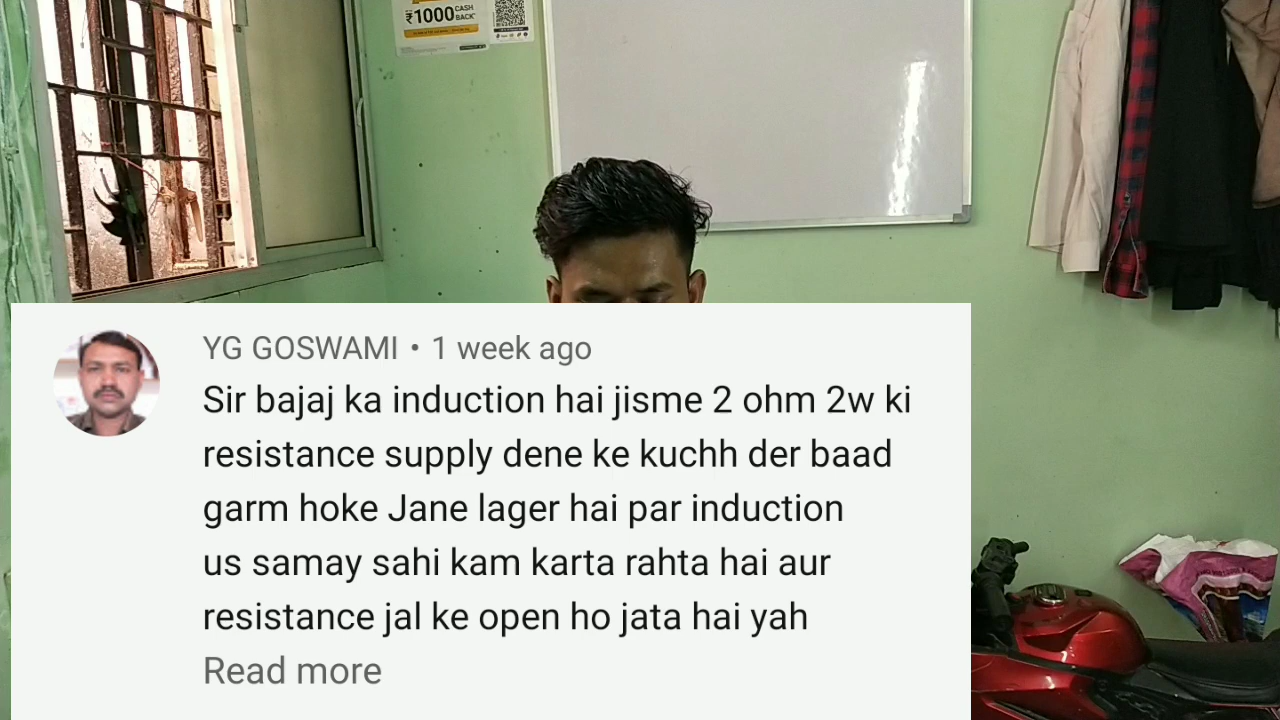 ₹1000 CASH BACK*
YG GOSWAMI • 1 week ago
Sir bajaj ka induction hai jisme 2 ohm 2w ki
resistance supply dene ke kuchh der baad
garm hoke Jane lager hai par induction
us samay sahi kam karta rahta hai aur
resistance jal ke open ho jata hai yah
Read more